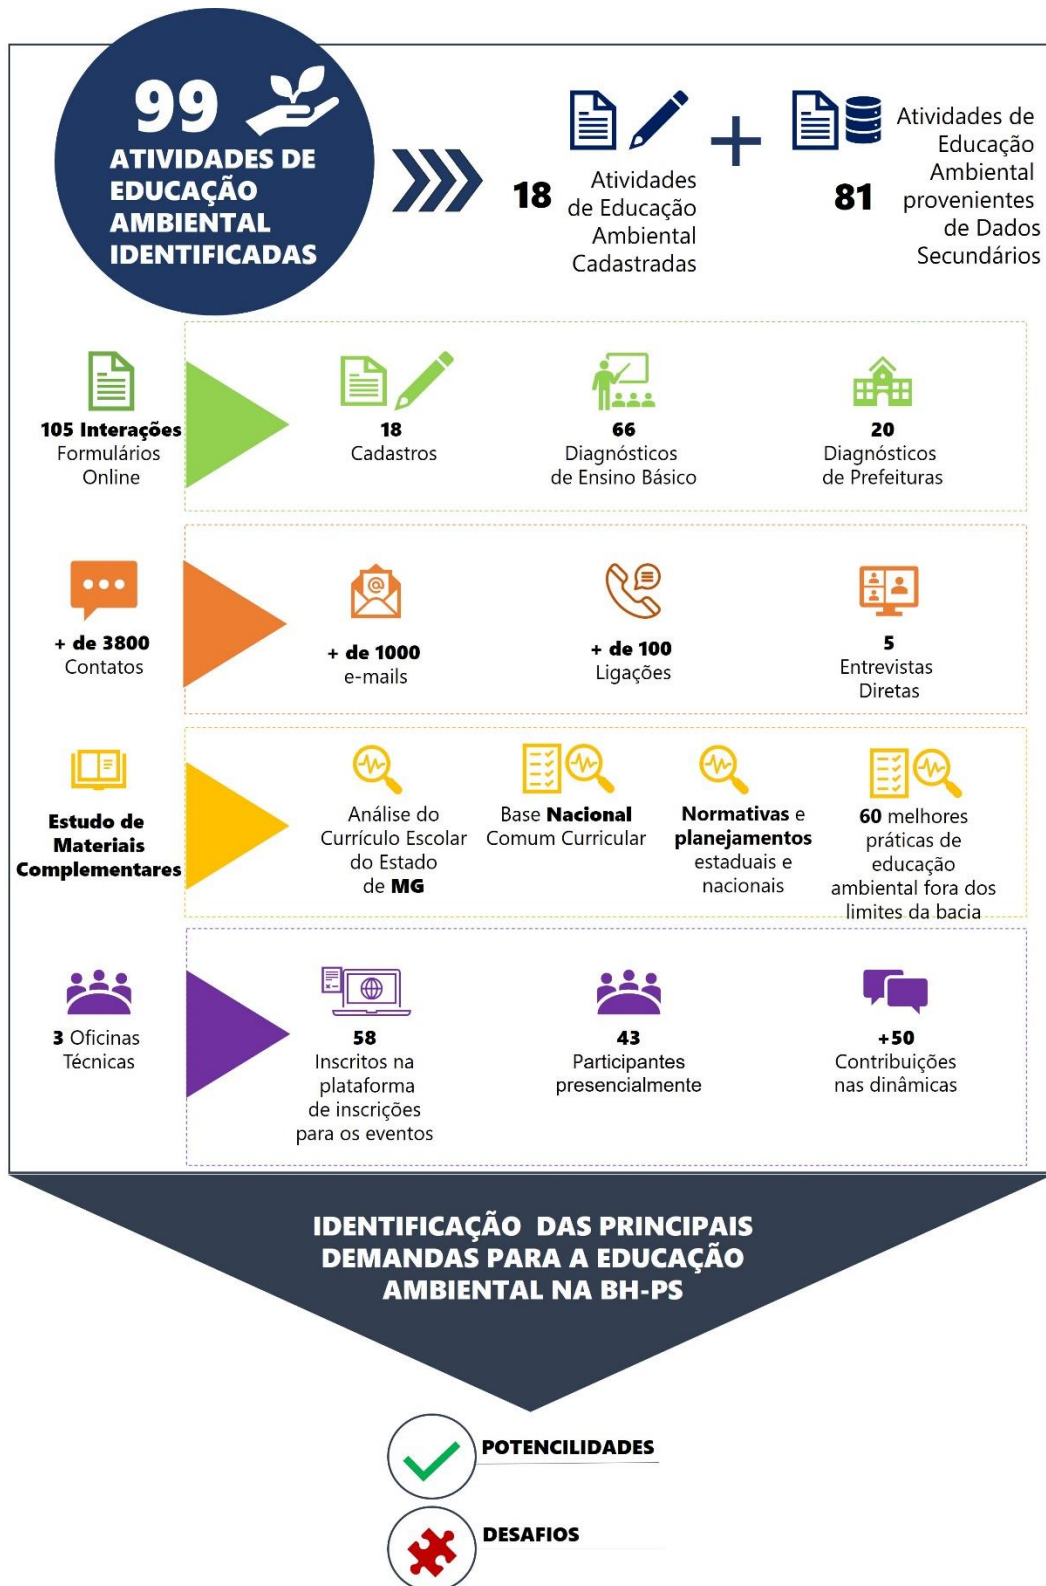 99
ATIVIDADES DE
EDUCAÇÃO
AMBIENTAL
IDENTIFICADAS
18
Atividades
de Educação
Ambiental
Cadastradas
81
Atividades de
Educação
Ambiental
provenientes
de Dados
Secundários
105 Interações
Formulários
Online
18
Cadastros
66
Diagnósticos
de Ensino Básico
20
Diagnósticos
de Prefeituras
+ de 3800
Contatos
+ de 1000
e-mails
+ de 100
Ligações
5
Entrevistas
Diretas
Estudo de
Materiais
Complementares
Análise do
Currículo Escolar
do Estado
de MG
Base Nacional
Comum Curricular
Normativas e
planejamentos
estaduais e
nacionais
60 melhores
práticas de
educação
ambiental fora dos
limites da bacia
3 Oficinas
Técnicas
58
Inscritos na
plataforma
de inscrições
para os eventos
43
Participantes
presencialmente
+50
Contribuições
nas dinâmicas
IDENTIFICAÇÃO DAS PRINCIPAIS
DEMANDAS PARA A EDUCAÇÃO
AMBIENTAL NA BH-PS
POTENCILIDADES
DESAFIOS